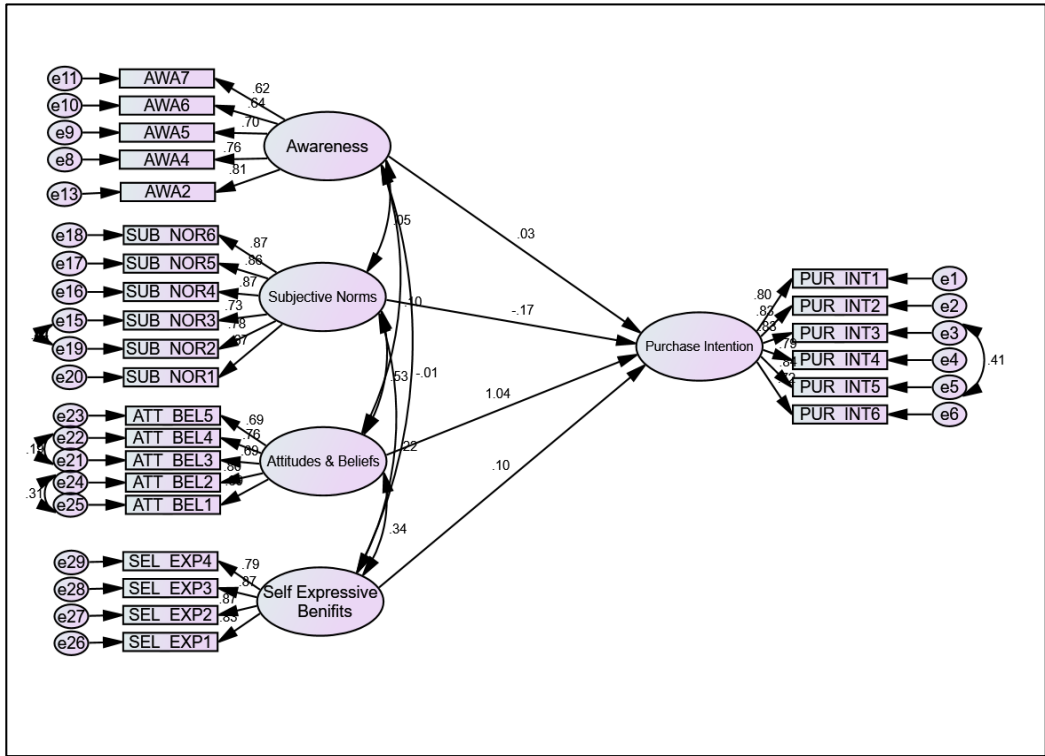 e11 AWA7
.62
e10 AWA6
.64
e9 AWA5
.70
e8 AWA4
.76
e13 AWA2
.81
Awareness
e18 SUB NOR6
.87
e17 SUB NOR5
.86
e16 SUB NOR4
.87
e15 SUB NOR3
.73
e19 SUB NOR2
.78
e20 SUB NOR1
Subjective Norms
e23 ATT BEL5
.69
e22 ATT BEL4
.76
e21 ATT BEL3
.69
e24 ATT BEL2
e25 ATT BEL1
.31
Attitudes & Beliefs
e29 SEL EXP4
.79
e28 SEL EXP3
.87
e27 SEL EXP2
.87
e26 SEL EXP1
.83
Self Expressive
Benifits
.05
.10
-.01
.53
.22
.34
.03
-.17
1.04
.10
Purchase Intention
.80
.83
.83
.79
.84
.72
PUR INT1 e1
PUR INT2 e2
PUR INT3 e3
PUR INT4 e4
PUR INT5 e5
PUR INT6 e6
.41